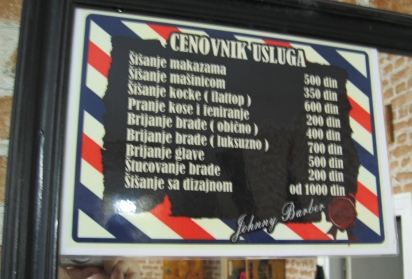 CENOVNIK USLUGA
Šišanje makazama 500 din
Šišanje mašinicom 350 din
Šišanje kocke ( flattop ) 600 din
Pranje kose i feniranje 200 din
Brijanje brade ( obično ) 400 din
Brijanje brade ( luksuzno ) 700 din
Brijanje glave 500 din
Štucovanje brade 200 din
Šišanje sa dizajnom od 1000 din
Johnny Barber